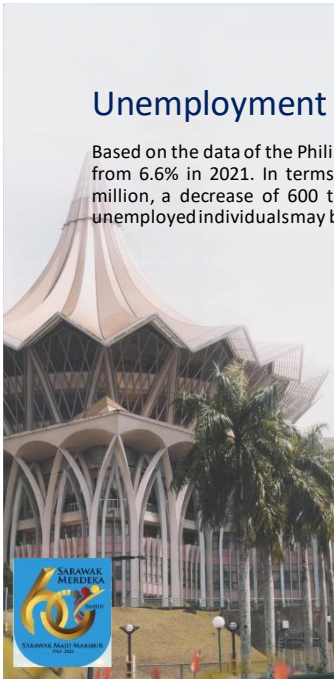 Unemployment
Based on the data of the Phili
from 6.6% in 2021. In terms
million, a decrease of 600 t
unemployed individuals may b
SARAWAK
MERDEKA
60
TAHUN
SARAWAK MAJU MAKMUR